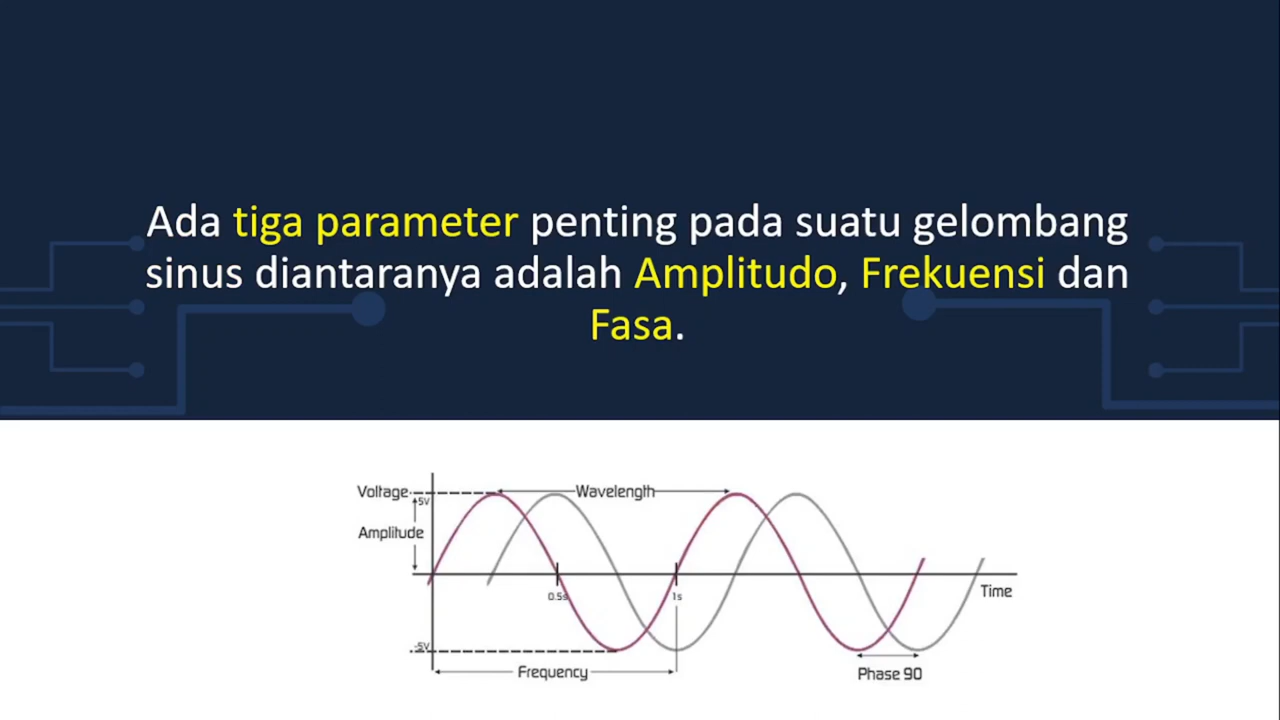 Ada tiga parameter penting pada suatu gelombang
sinus diantaranya adalah Amplitudo, Frekuensi dan
Fasa.
Voltage
5V
Wavelength
Amplitude
0.5s
1s
Time
-5V
Frequency
Phase 90